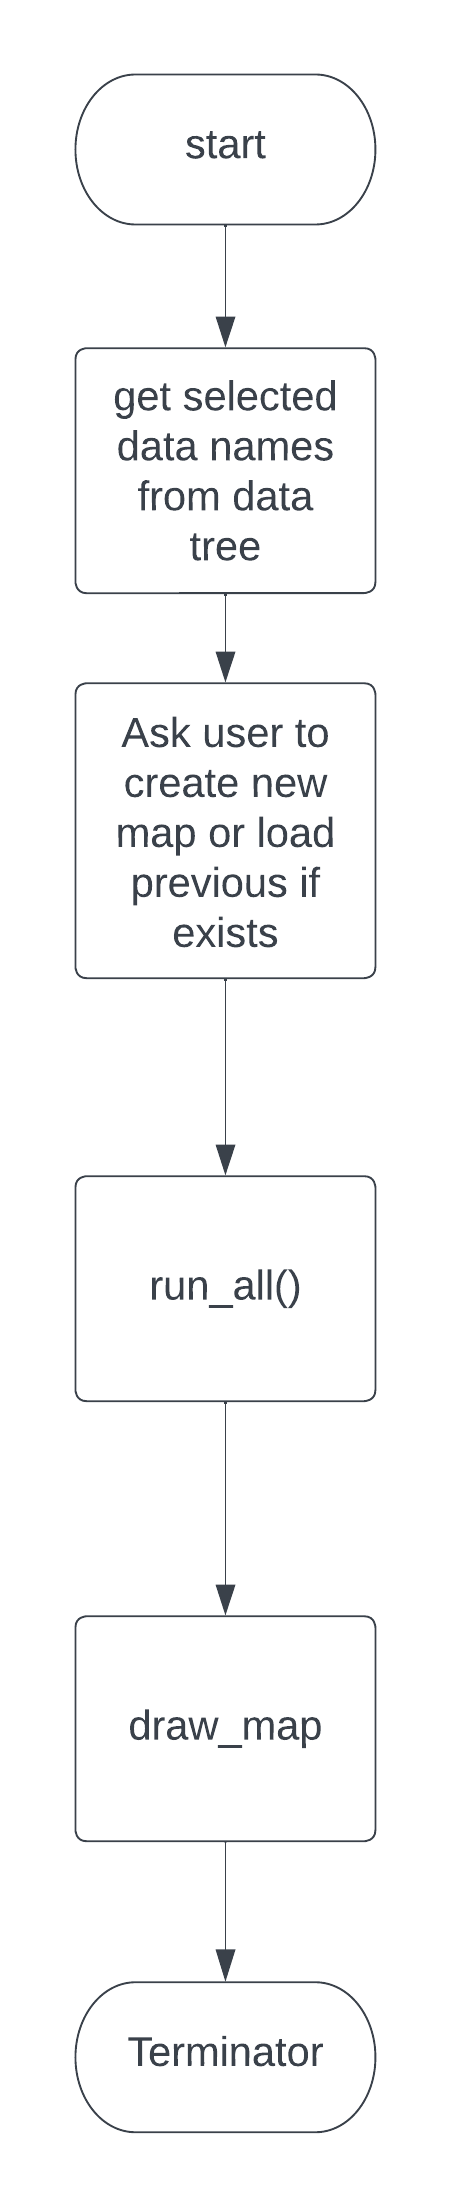 start
get selected
data names
from data
tree
Ask user to
create new
map or load
previous if
exists
run_all()
draw_map
Terminator